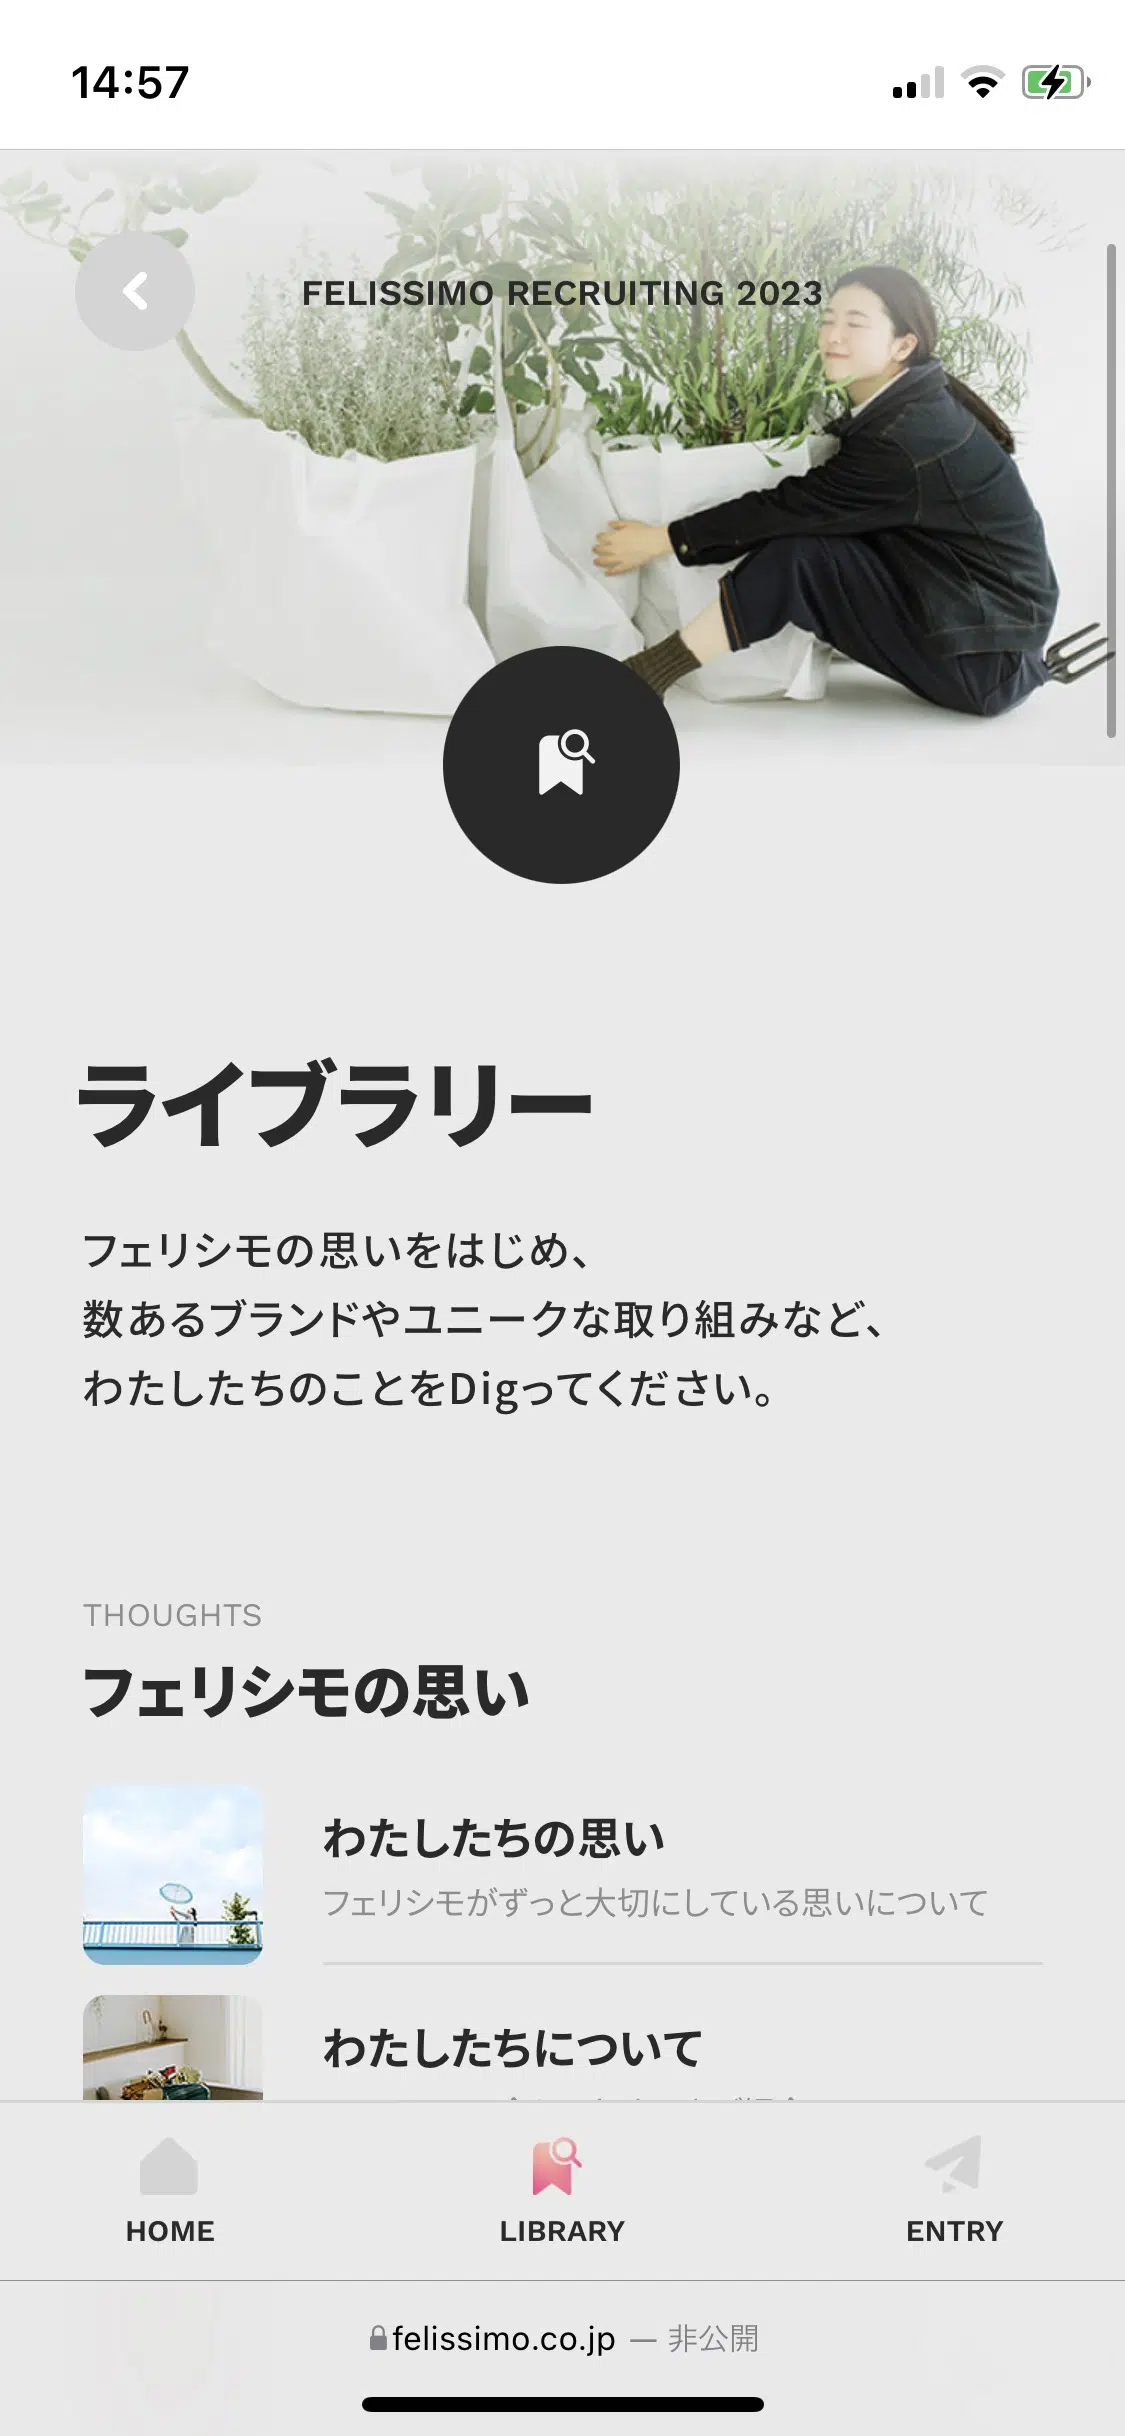 14:57
FELISSIMO RECRUITING 2023
ライブラリー
フェリシモの思いをはじめ、
数あるブランドやユニークな取り組みなど、
わたしたちのことをDigってください。
THOUGHTS
フェリシモの思い
わたしたちの思い
フェリシモがずっと大切にしている思いについて
わたしたちについて
HOME
LIBRARY
ENTRY
felissimo.co.jp — 非公開